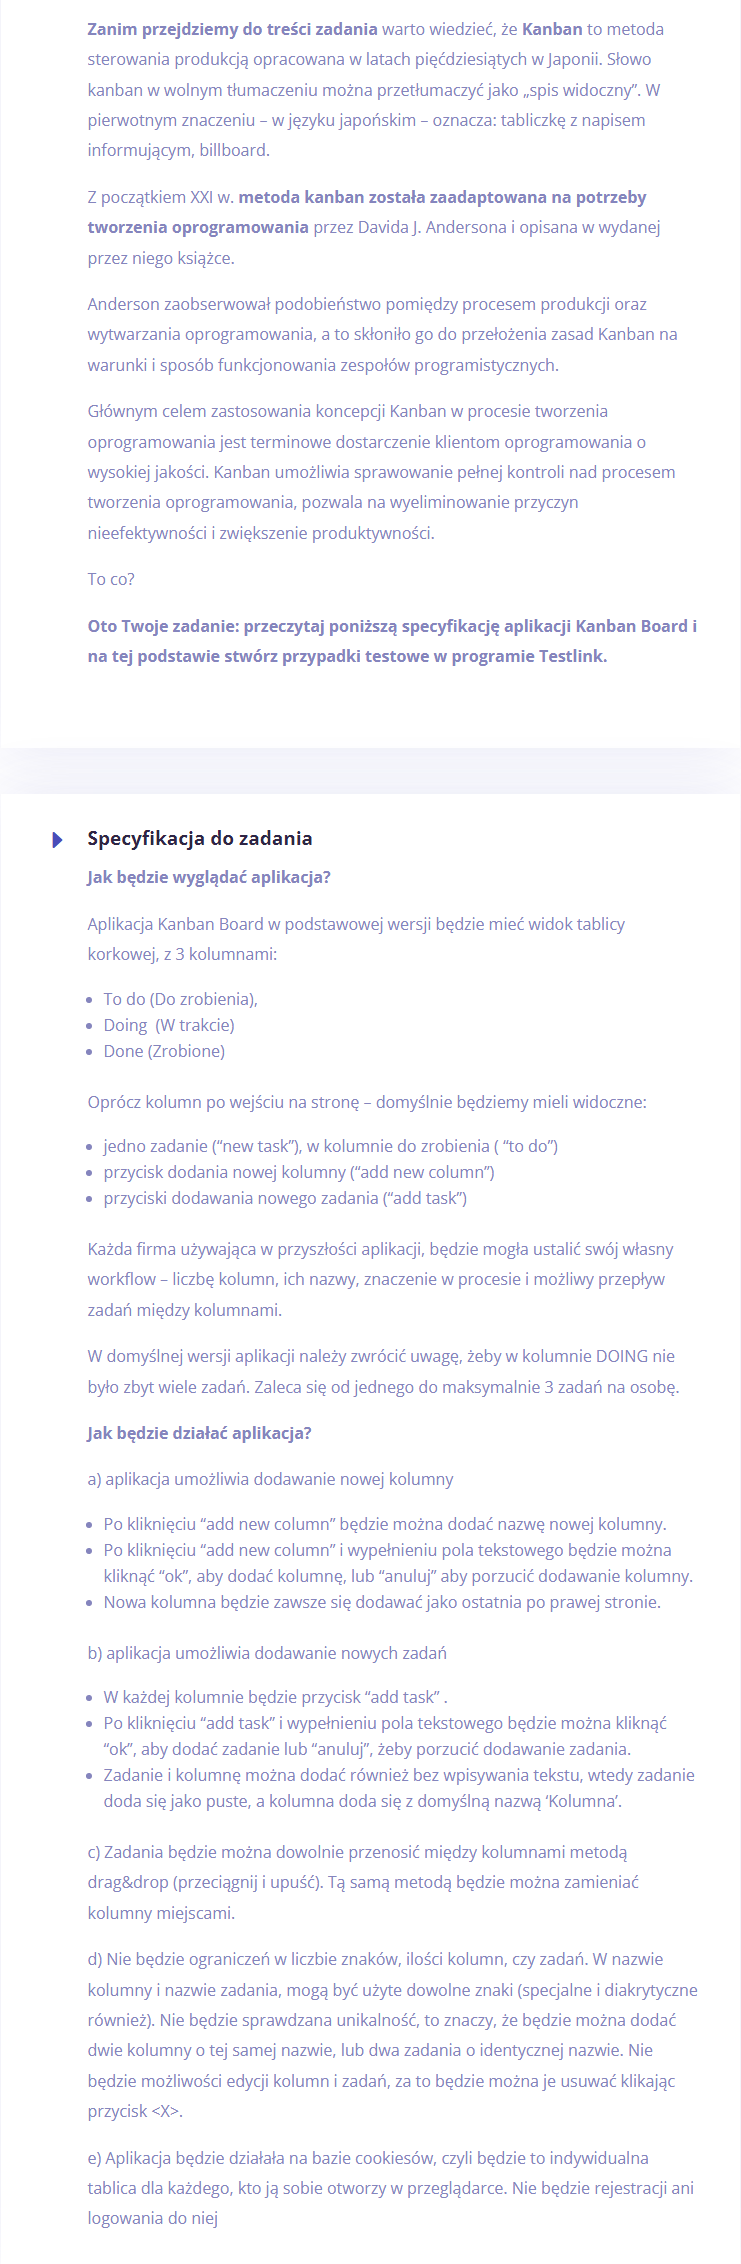 Zanim przejdziemy do treści zadania warto wiedzieć, że Kanban to metoda
sterowania produkcją opracowana w latach pięćdziesiątych w Japonii. Słowo
kanban w wolnym tłumaczeniu można przetłumaczyć jako „spis widoczny”. W
pierwotnym znaczeniu – w języku japońskim – oznacza: tabliczkę z napisem
informującym, billboard.
Z początkiem XXI w. metoda kanban została zaadaptowana na potrzeby
tworzenia oprogramowania przez Davida J. Andersona i opisana w wydanej
przez niego książce.
Anderson zaobserwował podobieństwo pomiędzy procesem produkcji oraz
wytwarzania oprogramowania, a to skłoniło go do przełożenia zasad Kanban na
warunki i sposób funkcjonowania zespołów programistycznych.
Głównym celem zastosowania koncepcji Kanban w procesie tworzenia
oprogramowania jest terminowe dostarczenie klientom oprogramowania o
wysokiej jakości. Kanban umożliwia sprawowanie pełnej kontroli nad procesem
tworzenia oprogramowania, pozwala na wyeliminowanie przyczyn
nieefektywności i zwiększenie produktywności.
To co?
Oto Twoje zadanie: przeczytaj poniższą specyfikację aplikacji Kanban Board i
na tej podstawie stwórz przypadki testowe w programie Testlink.
Specyfikacja do zadania
Jak będzie wyglądać aplikacja?
Aplikacja Kanban Board w podstawowej wersji będzie mieć widok tablicy
korkowej, z 3 kolumnami:
• To do (Do zrobienia),
• Doing  (W trakcie)
• Done (Zrobione)
Oprócz kolumn po wejściu na stronę – domyślnie będziemy mieli widoczne:
• jedno zadanie (“new task”), w kolumnie do zrobienia ( “to do”)
• przycisk dodania nowej kolumny (“add new column”)
• przyciski dodawania nowego zadania (“add task”)
Każda firma używająca w przyszłości aplikacji, będzie mogła ustalić swój własny
workflow – liczbę kolumn, ich nazwy, znaczenie w procesie i możliwy przepływ
zadań między kolumnami.
W domyślnej wersji aplikacji należy zwrócić uwagę, żeby w kolumnie DOING nie
było zbyt wiele zadań. Zaleca się od jednego do maksymalnie 3 zadań na osobę.
Jak będzie działać aplikacja?
a) aplikacja umożliwia dodawanie nowej kolumny
• Po kliknięciu “add new column” będzie można dodać nazwę nowej kolumny.
• Po kliknięciu “add new column” i wypełnieniu pola tekstowego będzie można
kliknąć “ok”, aby dodać kolumnę, lub “anuluj” aby porzucić dodawanie kolumny.
• Nowa kolumna będzie zawsze się dodawać jako ostatnia po prawej stronie.
b) aplikacja umożliwia dodawanie nowych zadań
• W każdej kolumnie będzie przycisk “add task” .
• Po kliknięciu “add task” i wypełnieniu pola tekstowego będzie można kliknąć
“ok”, aby dodać zadanie lub “anuluj”, żeby porzucić dodawanie zadania.
• Zadanie i kolumnę można dodać również bez wpisywania tekstu, wtedy zadanie
doda się jako puste, a kolumna doda się z domyślną nazwą ‘Kolumna’.
c) Zadania będzie można dowolnie przenosić między kolumnami metodą
drag&drop (przeciągnij i upuść). Tą samą metodą będzie można zamieniać
kolumny miejscami.
d) Nie będzie ograniczeń w liczbie znaków, ilości kolumn, czy zadań. W nazwie
kolumny i nazwie zadania, mogą być użyte dowolne znaki (specjalne i diakrytyczne
również). Nie będzie sprawdzana unikalność, to znaczy, że będzie można dodać
dwie kolumny o tej samej nazwie, lub dwa zadania o identycznej nazwie. Nie
będzie możliwości edycji kolumn i zadań, za to będzie można je usuwać klikając
przycisk <X>.
e) Aplikacja będzie działała na bazie cookiesów, czyli będzie to indywidualna
tablica dla każdego, kto ją sobie otworzy w przeglądarce. Nie będzie rejestracji ani
logowania do niej